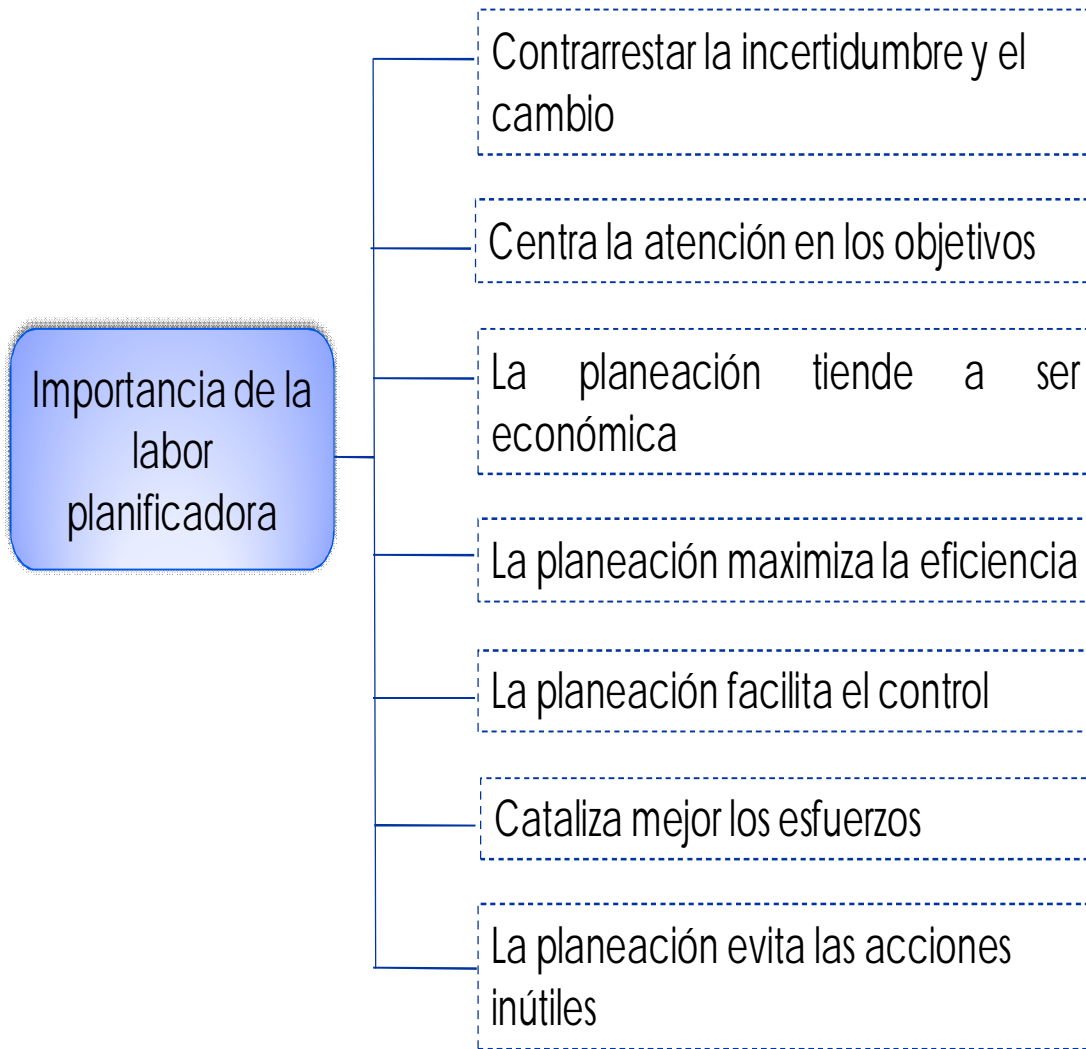 Contrarrestar la incertidumbre y el
cambio
Centra la atención en los objetivos
La planeación tiende a ser
económica
Importancia de la
labor
planificadora
La planeación maximiza la eficiencia
La planeación facilita el control
Cataliza mejor los esfuerzos
La planeación evita las acciones
inútiles